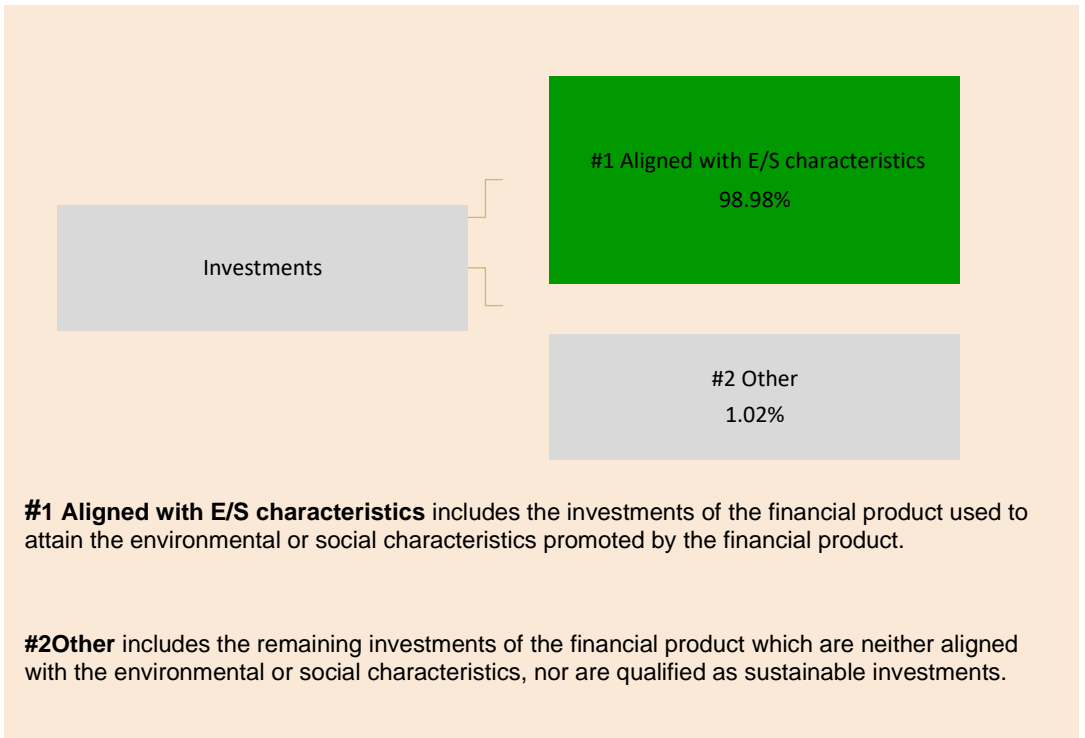 #1 Aligned with E/S characteristics
98.98%
Investments
#2 Other
1.02%
#1 Aligned with E/S characteristics includes the investments of the financial product used to
attain the environmental or social characteristics promoted by the financial product.
#2Other includes the remaining investments of the financial product which are neither aligned
with the environmental or social characteristics, nor are qualified as sustainable investments.